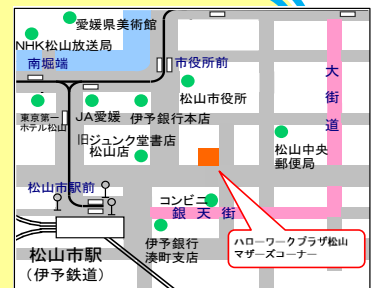 愛媛県美術館
NHK松山放送局
南堀端
市役所前
大街道
松山市役所
東京第一
ホテル松山
JA愛媛
伊予銀行本店
旧ジュンク堂書店
松山店
松山中央
郵便局
松山市駅前
コンビニ
銀天街
伊予銀行
湊町支店
ハローワークプラザ松山
マザーズコーナー
松山市駅
（伊予鉄道）